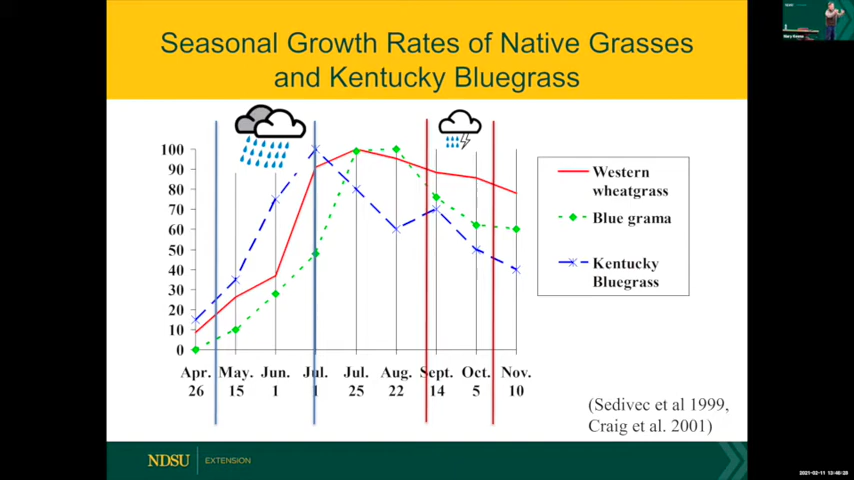 Seasonal Growth Rates of Native Grasses
and Kentucky Bluegrass
100
90
80
70
60
50
40
30
20
10
0
Apr. May. Jun. Jul. Jul. Aug. Sept. Oct. Nov.
26 15 1 1 25 22 14 5 10
Western
wheatgrass
Blue grama
Kentucky
Bluegrass
(Sedivec et al 1999,
Craig et al. 2001)
NDSU EXTENSION